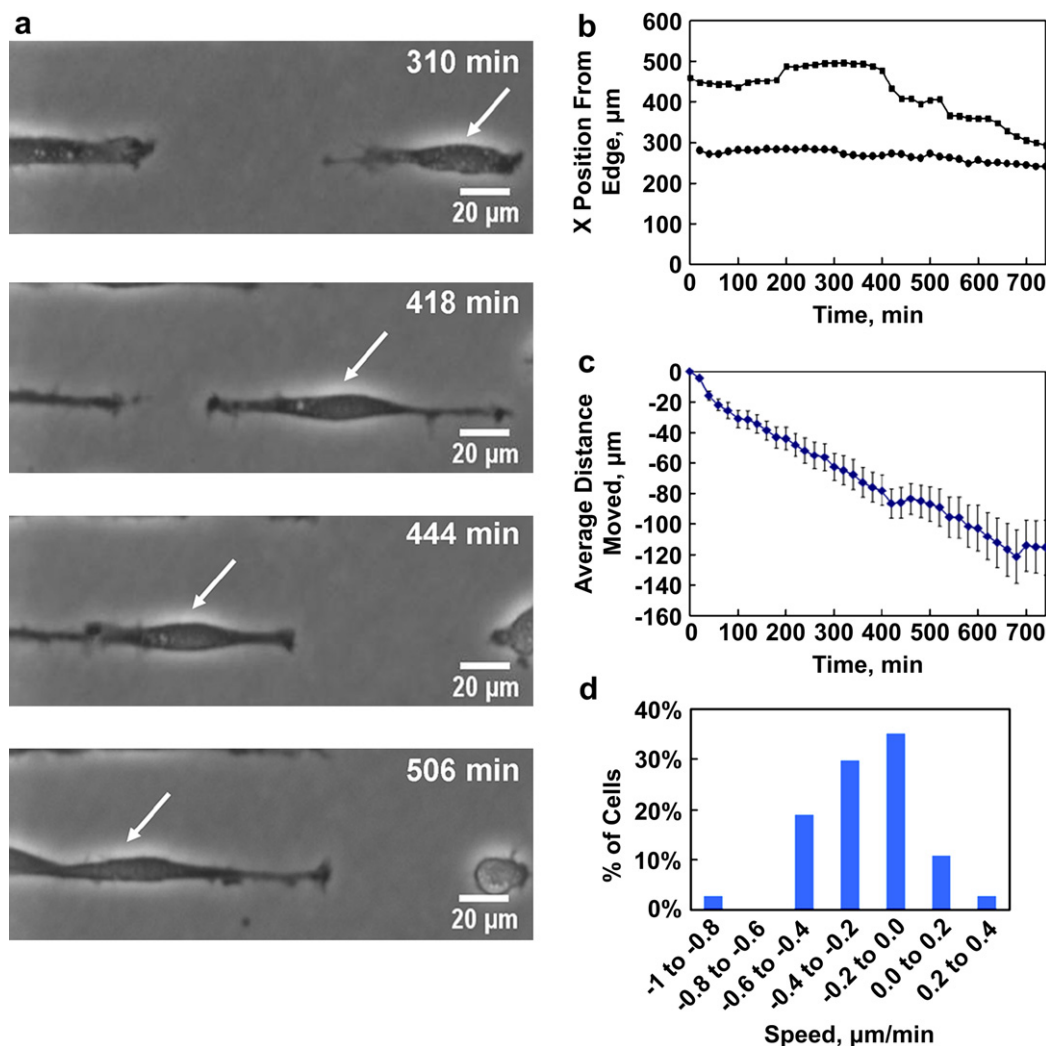 a
310 min
20 µm
418 min
20 µm
444 min
20 µm
506 min
20 µm
b
X Position From
Edge, µm
600
500
400
300
200
100
0
0 100 200 300 400 500 600 700
Time, min
c
Average Distance
Moved, µm
0
-20
-40
-60
-80
-100
-120
-140
-160
0 100 200 300 400 500 600 700
Time, min
d
% of Cells
40%
30%
20%
10%
0%
-1 to -0.8
-0.8 to -0.6
-0.6 to -0.4
-0.4 to -0.2
-0.2 to 0.0
0.0 to 0.2
0.2 to 0.4
Speed, µm/min